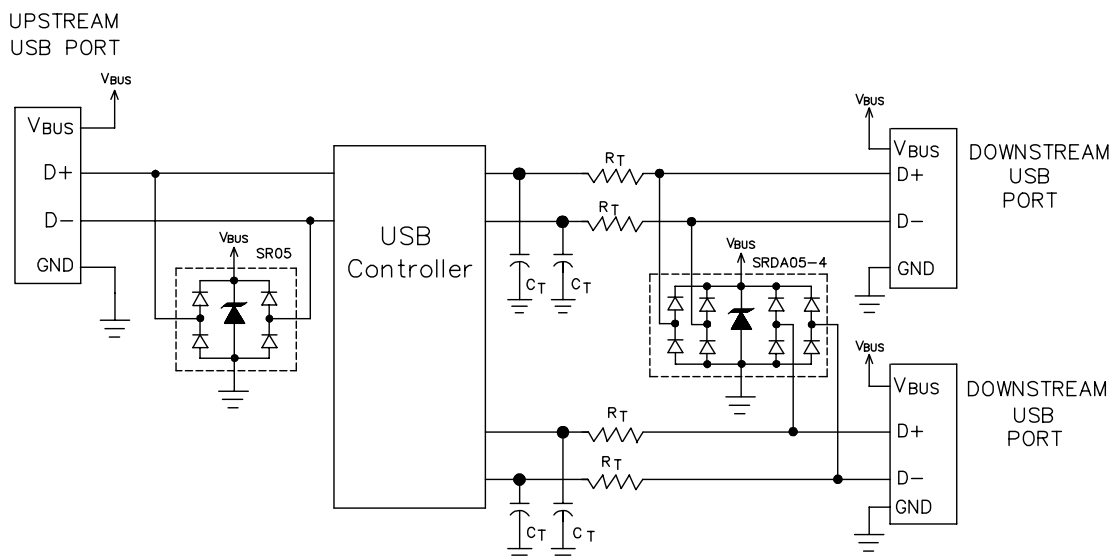 UPSTREAM
USB PORT
VBUS
VBUS
D+
D-
GND
VBUS
SR05
USB
Controller
RT
RT
CT
CT
VBUS
SRDA05-4
VBUS
VBUS
D+
D-
GND
DOWNSTREAM
USB
PORT
RT
RT
CT
CT
VBUS
VBUS
D+
D-
GND
DOWNSTREAM
USB
PORT